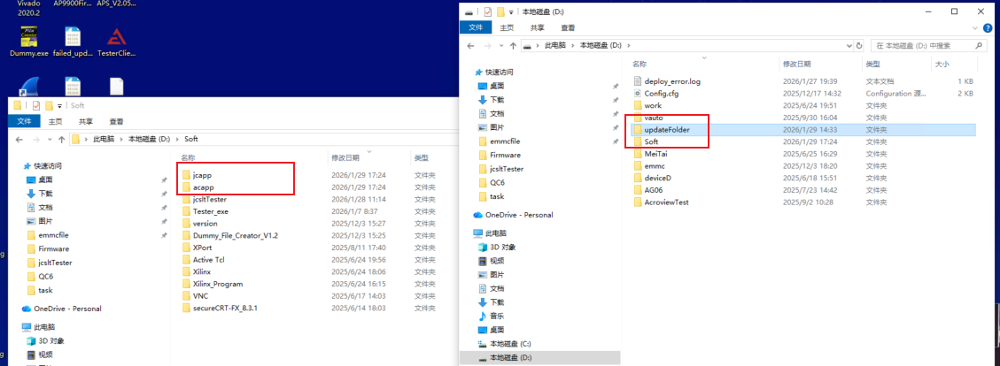 Vivado 2020.2
AP9900Fir...
APS_V2.05...
Dummy.exe
failed_upd...
TesterClie...
Soft
文件
主页
共享
查看
此电脑 > 本地磁盘 (D:) > Soft
快速访问
桌面
下载
文档
图片
emmcfile
Firmware
jcsltTester
QC6
task
OneDrive - Personal
此电脑
3D 对象
视频
名称 修改日期 类型
jcapp 2026/1/29 17:24 文件夹
acapp 2026/1/29 17:24 文件夹
jcsltTester 2026/1/28 11:14 文件夹
Tester_exe 2026/1/7 8:37 文件夹
version 2025/12/3 15:27 文件夹
Dummy_File_Creator_V1.2 2025/12/3 15:25 文件夹
XPort 2025/8/11 17:40 文件夹
Active Tcl 2025/6/24 19:56 文件夹
Xilinx 2025/6/24 18:06 文件夹
Xilinx_Program 2025/6/24 16:15 文件夹
VNC 2025/6/17 14:03 文件夹
secureCRT-FX_8.3.1 2025/6/14 18:03 文件夹
本地磁盘 (D:)
文件
主页
共享
查看
此电脑 > 本地磁盘 (D:) >
在 本地磁盘 (D:) 中搜索
快速访问
桌面
下载
文档
图片
emmcfile
Firmware
jcsltTester
QC6
task
OneDrive - Personal
此电脑
3D 对象
视频
图片
文档
下载
音乐
桌面
本地磁盘 (C:)
本地磁盘 (D:)
名称 修改日期 类型 大小
deploy_error.log 2026/1/27 19:39 文本文档 1 KB
Config.cfg 2025/12/17 14:32 Configuration 源... 2 KB
work 2025/6/24 19:51 文件夹
vauto 2025/9/30 16:04 文件夹
updateFolder 2026/1/29 14:33 文件夹
Soft 2026/1/29 17:24 文件夹
MeiTai 2025/6/25 16:29 文件夹
emmc 2025/12/3 18:20 文件夹
deviceD 2025/6/18 15:51 文件夹
AG06 2025/7/23 14:42 文件夹
AcroviewTest 2025/9/2 10:28 文件夹